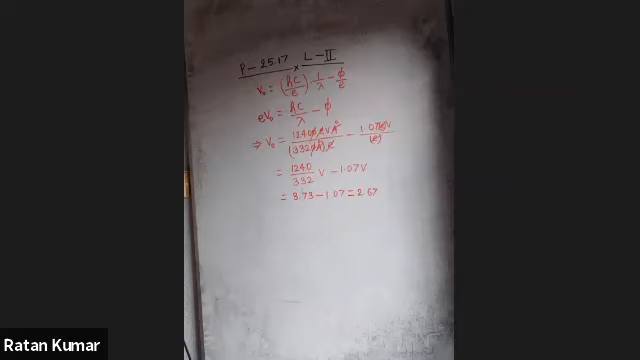 P – 25.17 × L – II
V₀ = (hc/e) · 1/λ – φ/e
eV₀ = hc/λ – φ
⇒ V₀ = 12400 eV Å/(3320 Å) e – 1.07 eV/(e)
= 1240/332 V – 1.07 V
= 3.73 – 1.07 = 2.67
Ratan Kumar